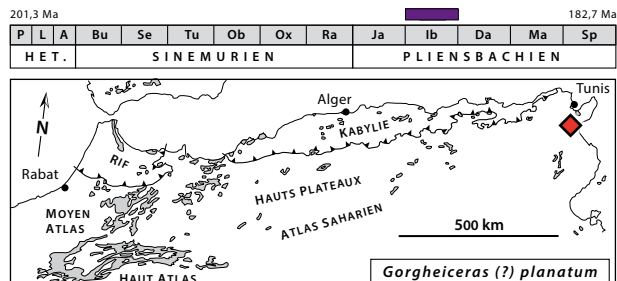 201,3 Ma 182,7 Ma
P L A Bu Se Tu Ob Ox Ra Ja Ib Da Ma Sp
HET. SINEMURIEN PLIENSBACHIEN
Tunis
Alger
N
KABYLIE
RIF
Rabat
HAUTS PLATEAUX
MOYEN
ATLAS
ATLAS SAHARIEN
500 km
HAUT ATLAS
Gorgheiceras (?) planatum